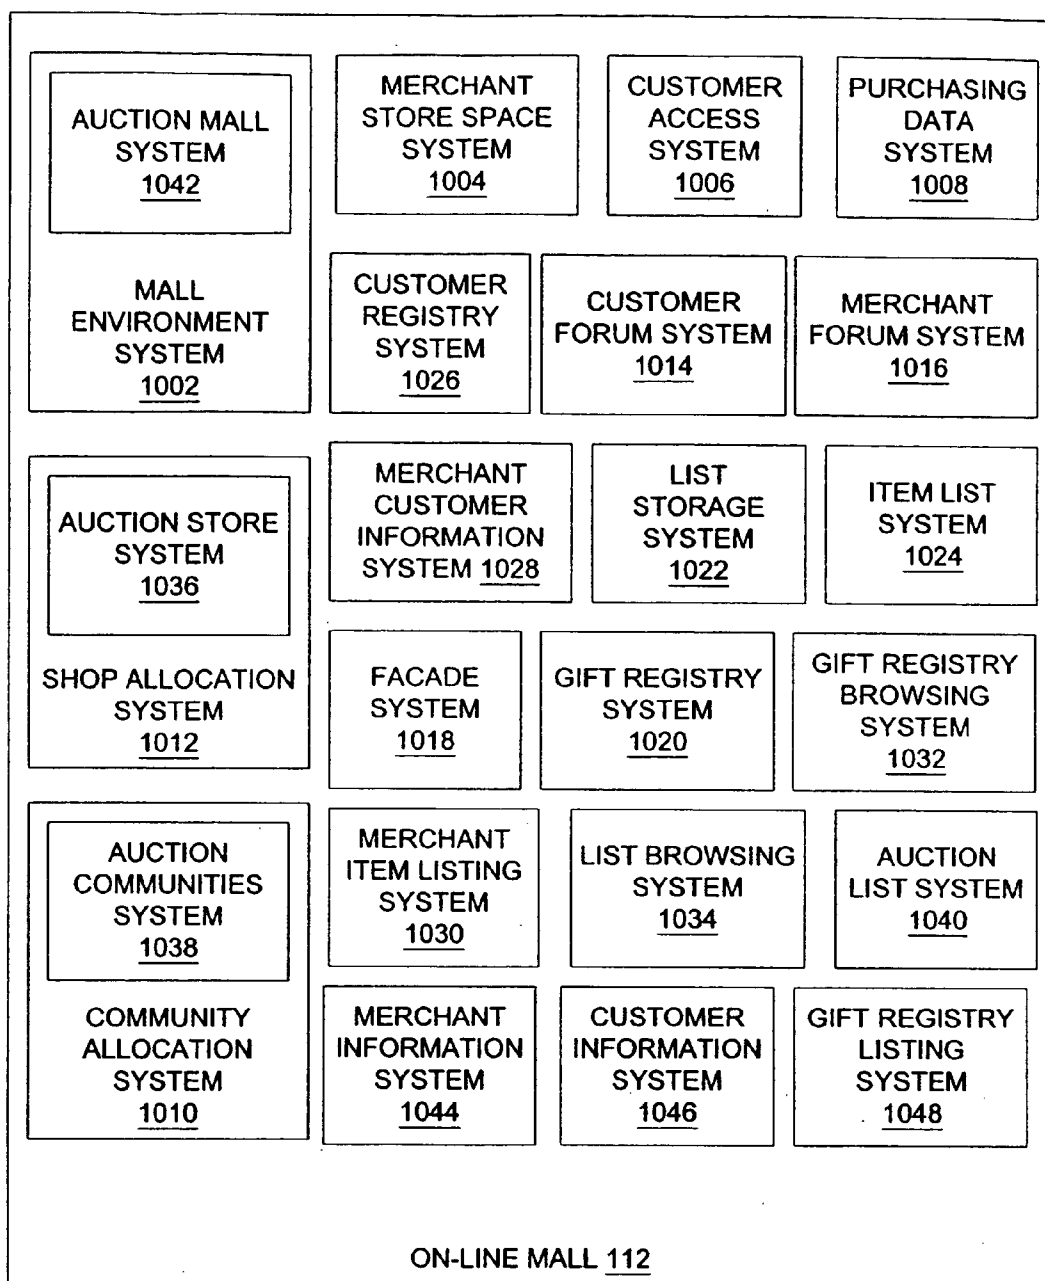 AUCTION MALL
SYSTEM
1042
MALL
ENVIRONMENT
SYSTEM
1002
MERCHANT
STORE SPACE
SYSTEM
1004
CUSTOMER
ACCESS
SYSTEM
1006
PURCHASING
DATA
SYSTEM
1008
CUSTOMER
REGISTRY
SYSTEM
1026
CUSTOMER
FORUM SYSTEM
1014
MERCHANT
FORUM SYSTEM
1016
AUCTION STORE
SYSTEM
1036
SHOP ALLOCATION
SYSTEM
1012
MERCHANT
CUSTOMER
INFORMATION
SYSTEM 1028
LIST
STORAGE
SYSTEM
1022
ITEM LIST
SYSTEM
1024
FACADE
SYSTEM
1018
GIFT REGISTRY
SYSTEM
1020
GIFT REGISTRY
BROWSING
SYSTEM
1032
AUCTION
COMMUNITIES
SYSTEM
1038
COMMUNITY
ALLOCATION
SYSTEM
1010
MERCHANT
ITEM LISTING
SYSTEM
1030
LIST BROWSING
SYSTEM
1034
AUCTION
LIST SYSTEM
1040
MERCHANT
INFORMATION
SYSTEM
1044
CUSTOMER
INFORMATION
SYSTEM
1046
GIFT REGISTRY
LISTING
SYSTEM
1048
ON-LINE MALL 112